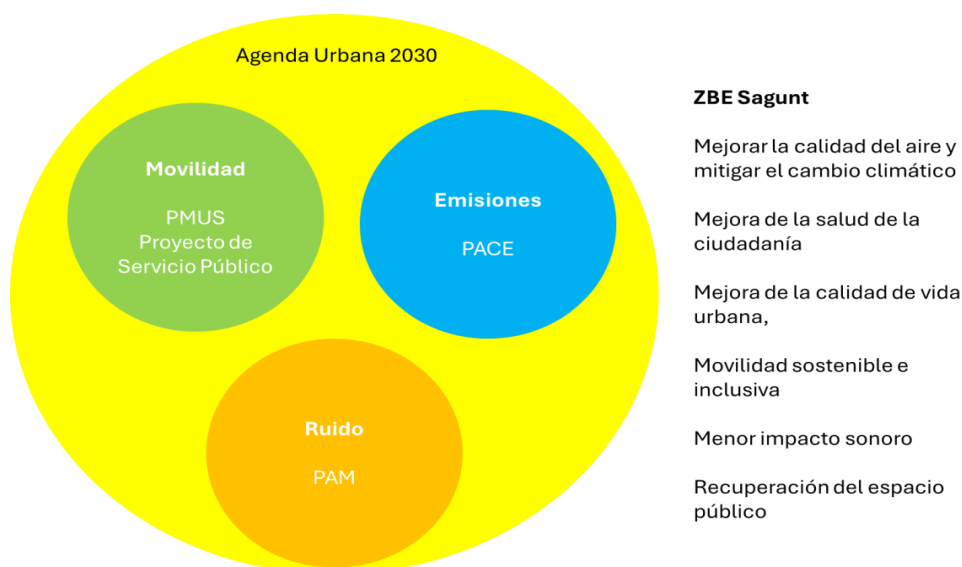 Agenda Urbana 2030
Movilidad
PMUS
Proyecto de
Servicio Público
Emisiones
PACE
Ruido
PAM
ZBE Sagunt
Mejorar la calidad del aire y
mitigar el cambio climático
Mejora de la salud de la
ciudadanía
Mejora de la calidad de vida
urbana,
Movilidad sostenible e
inclusiva
Menor impacto sonoro
Recuperación del espacio
público